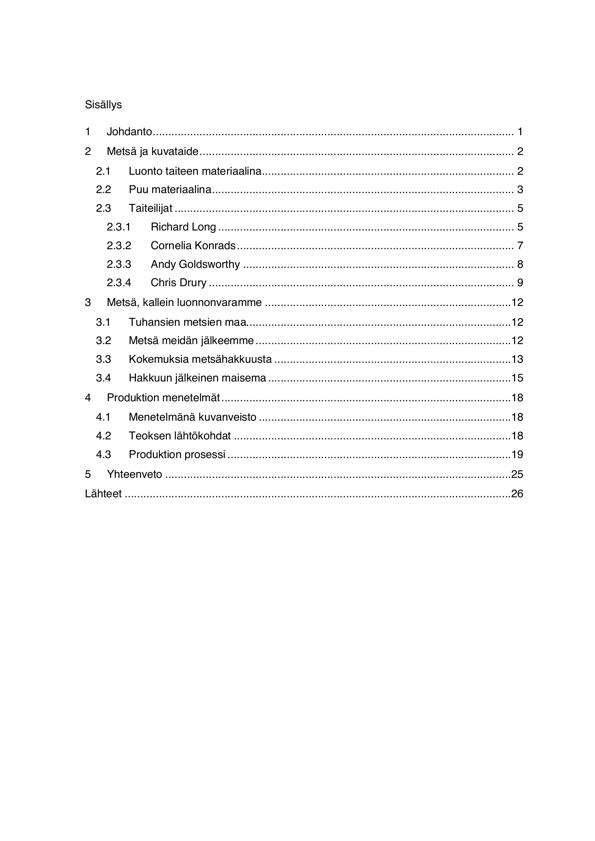 Sisällys
1 Johdanto 1
2 Metsä ja kuvataide 2
2.1 Luonto taiteen materiaalina 2
2.2 Puu materiaalina 3
2.3 Taiteilijat 5
2.3.1 Richard Long 5
2.3.2 Cornelia Konrads 7
2.3.3 Andy Goldsworthy 8
2.3.4 Chris Drury 9
3 Metsä, kallein luonnonvaramme 12
3.1 Tuhansien metsien maa 12
3.2 Metsä meidän jälkeemme 12
3.3 Kokemuksia metsähakkuusta 13
3.4 Hakkuun jälkeinen maisema 15
4 Produktion menetelmät 18
4.1 Menetelmänä kuvanveisto 18
4.2 Teoksen lähtökohdat 18
4.3 Produktion prosessi 19
5 Yhteenveto 25
Lähteet 26